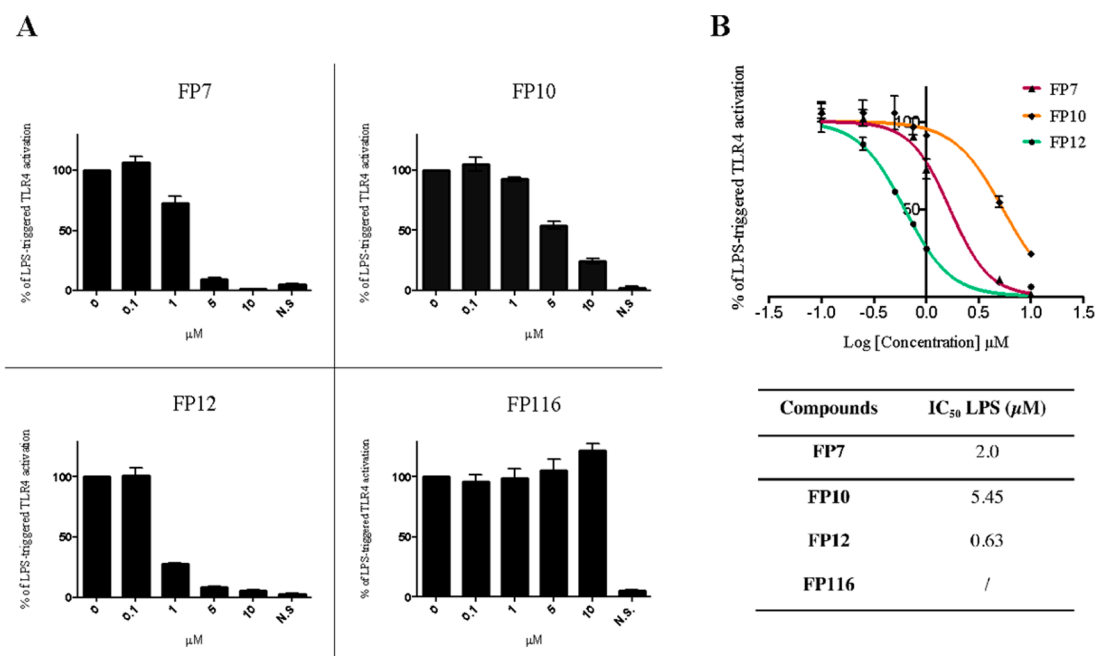 A
FP7
% of LPS-triggered TLR4 activation
100
50
0
0 0.1 1 5 10 N.S
µM
FP10
% of LPS-triggered TLR4 activation
100
50
0
0 0.1 1 5 10 N.S
µM
FP12
% of LPS-triggered TLR4 activation
100
50
0
0 0.1 1 5 10 N.S
µM
FP116
% of LPS-triggered TLR4 activation
100
50
0
0 0.1 1 5 10 N.S.
µM
B
% of LPS-triggered TLR4 activation
100
50
-1.5 -1.0 -0.5 0.0 0.5 1.0 1.5
Log [Concentration] µM
FP7
FP10
FP12
Compounds IC₅₀ LPS (µM)
FP7 2.0
FP10 5.45
FP12 0.63
FP116 /